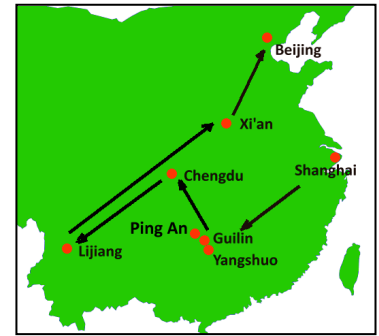 Beijing
Xi'an
Shanghai
Chengdu
Ping An
Guilin
Lijiang
Yangshuo